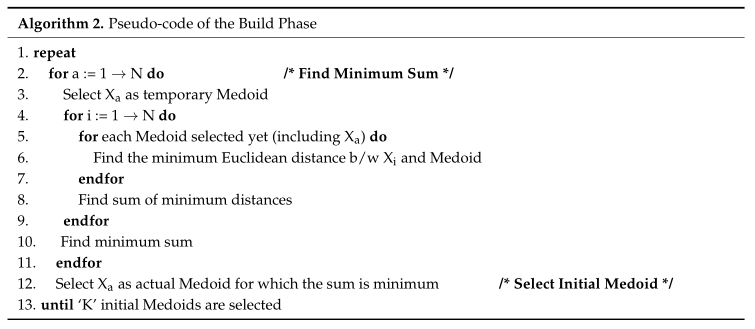 Algorithm 2. Pseudo-code of the Build Phase
1. repeat
2. for a := 1 → N do /* Find Minimum Sum */
3. Select Xa as temporary Medoid
4. for i := 1 → N do
5. for each Medoid selected yet (including Xa) do
6. Find the minimum Euclidean distance b/w Xi and Medoid
7. endfor
8. Find sum of minimum distances
9. endfor
10. Find minimum sum
11. endfor
12. Select Xa as actual Medoid for which the sum is minimum /* Select Initial Medoid */
13. until ‘K’ initial Medoids are selected